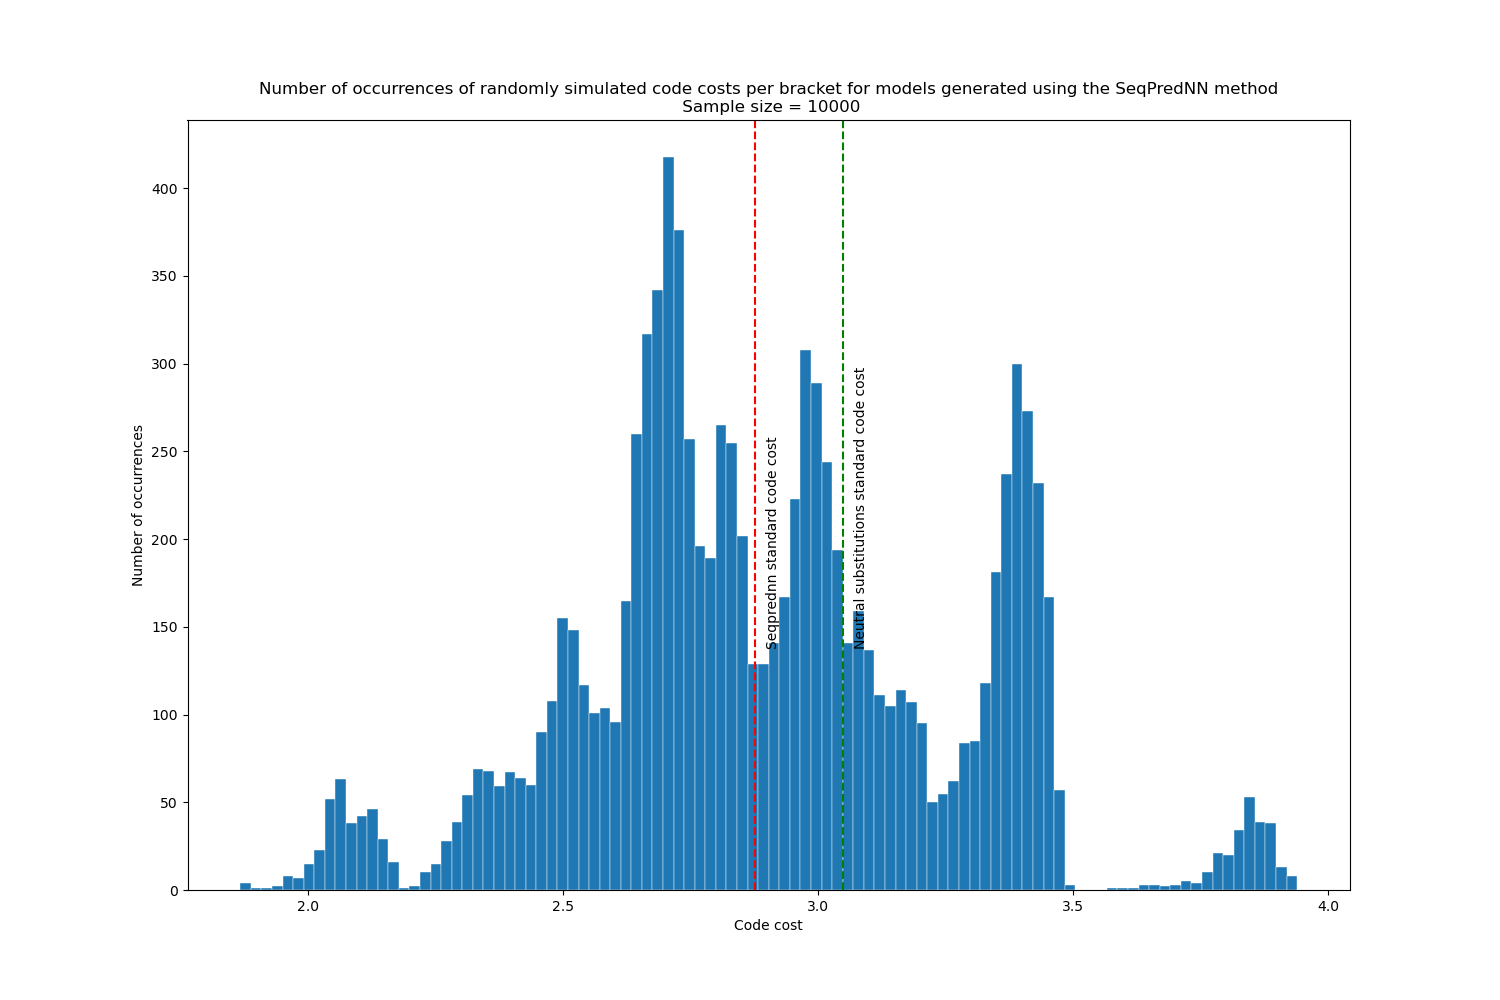 Number of occurrences of randomly simulated code costs per bracket for models generated using the SeqPredNN method
Sample size = 10000
Number of occurrences
400
350
300
250
200
150
100
50
0
Seqprednn standard code cost
Neutral substitutions standard code cost
2.0
2.5
3.0
3.5
4.0
Code cost